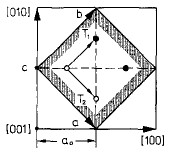 [010]
b
T₁
c
T₂
[001]
a
a₀
[100]